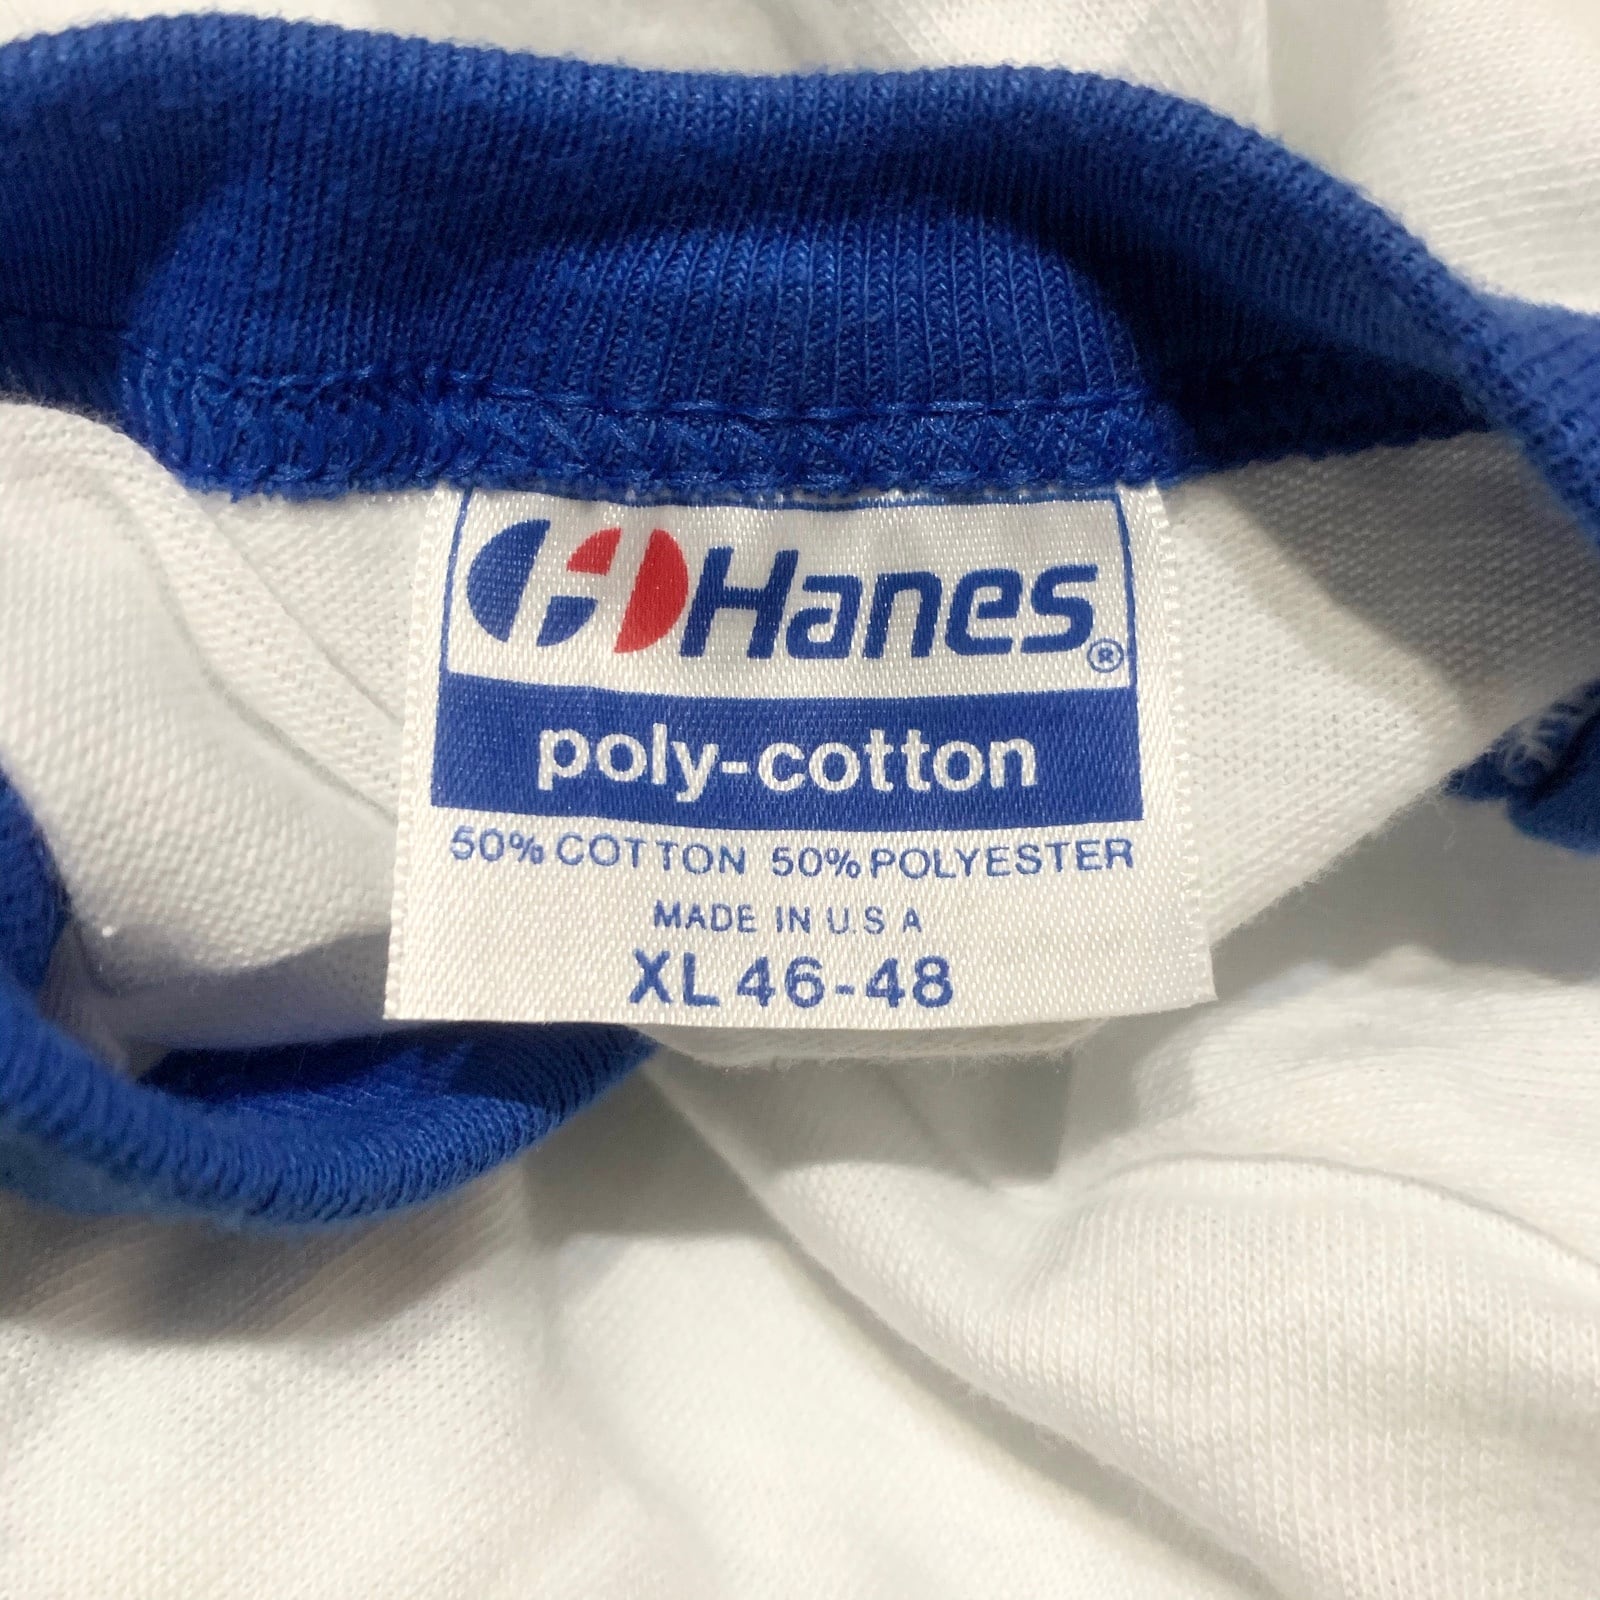 H Hanes®
poly-cotton
50% COTTON 50% POLYESTER
MADE IN U.S A
XL 46-48